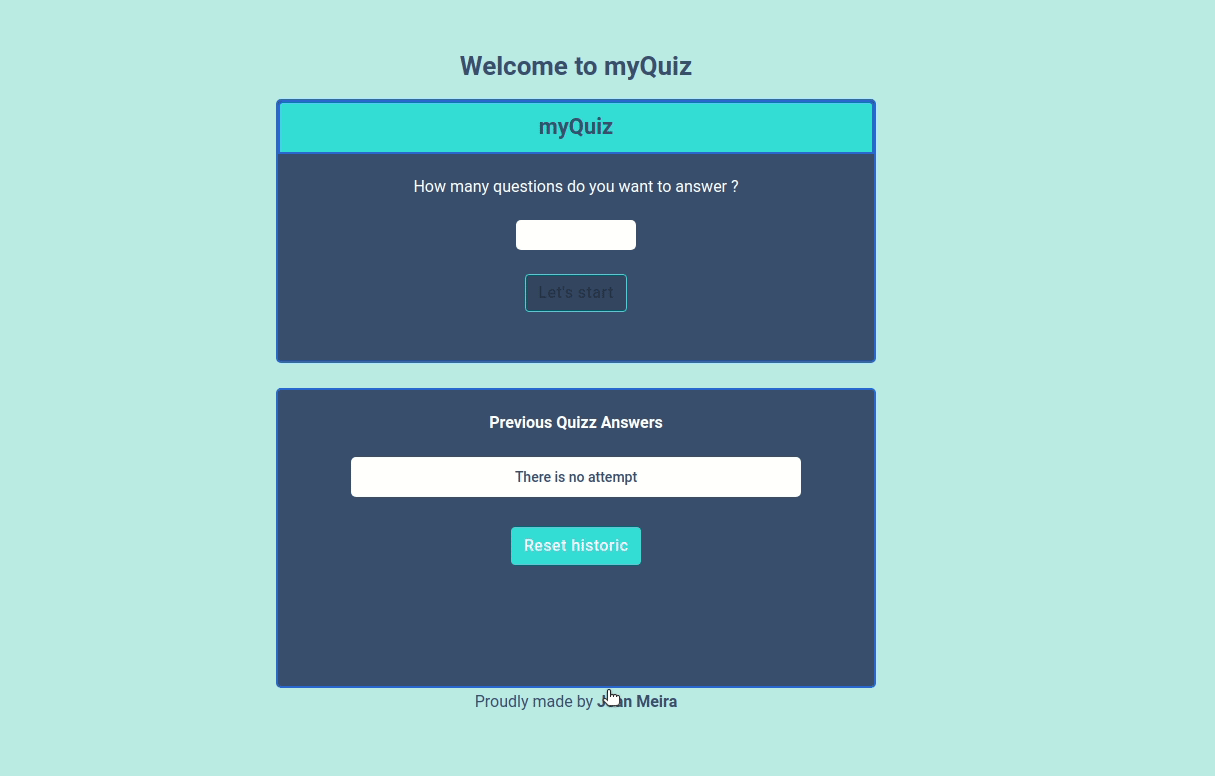 Welcome to myQuiz
myQuiz
How many questions do you want to answer ?
Let's start
Previous Quizz Answers
There is no attempt
Reset historic
Proudly made by Meira